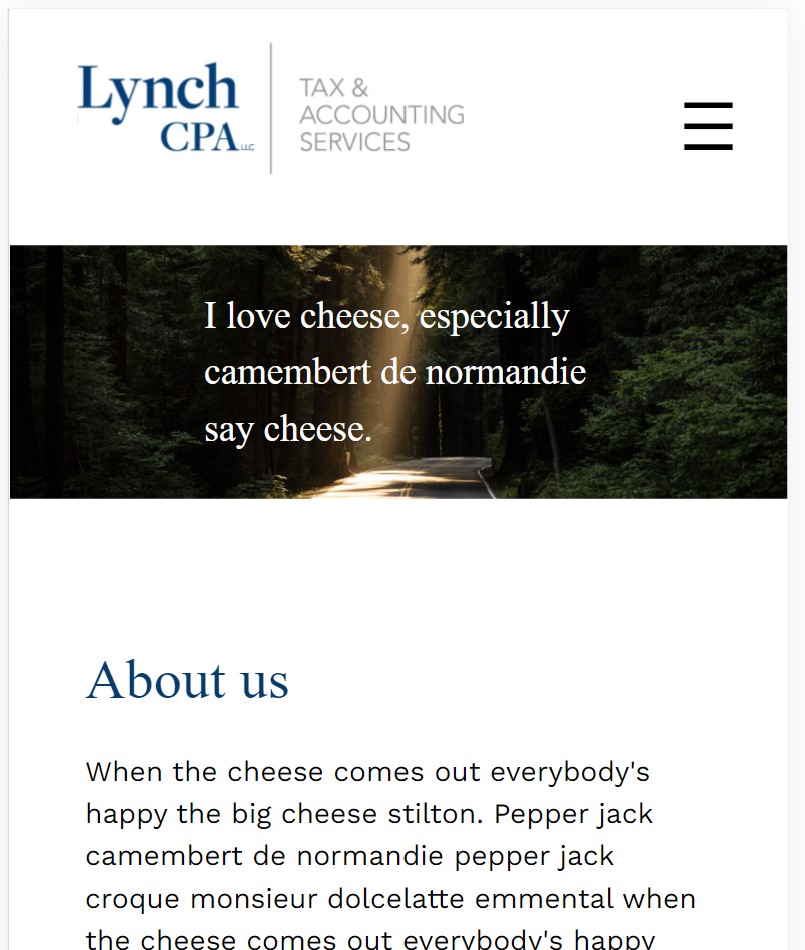 Lynch
CPA LLC
TAX &
ACCOUNTING
SERVICES
I love cheese, especially
camembert de normandie
say cheese.
About us
When the cheese comes out everybody's
happy the big cheese stilton. Pepper jack
camembert de normandie pepper jack
croque monsieur dolcelatte emmental when
the cheese comes out everybody's happy